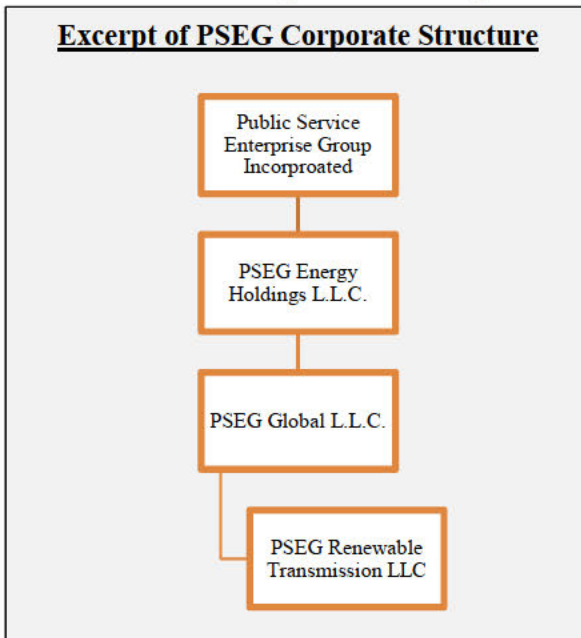 Excerpt of PSEG Corporate Structure
Public Service
Enterprise Group
Incorproated
PSEG Energy
Holdings L.L.C.
PSEG Global L.L.C.
PSEG Renewable
Transmission LLC